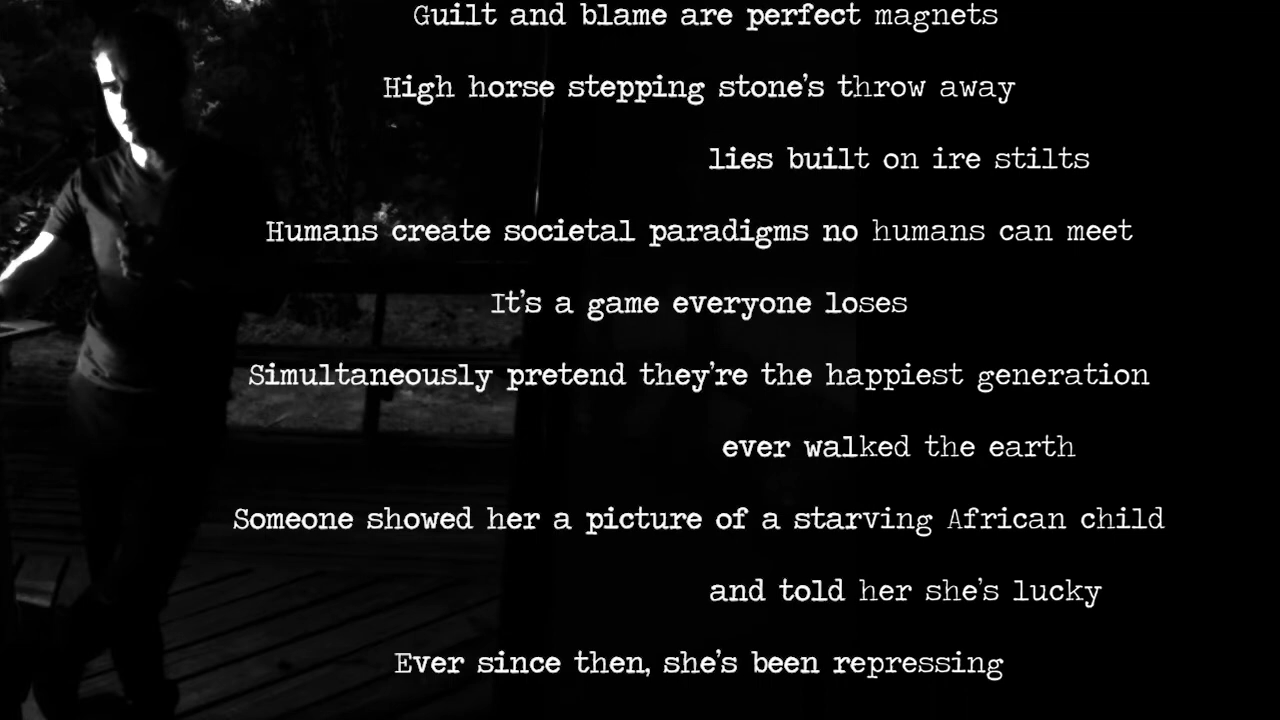 Guilt and blame are perfect magnets
High horse stepping stone's throw away
lies built on ire stilts
Humans create societal paradigms no humans can meet
It's a game everyone loses
Simultaneously pretend they're the happiest generation
ever walked the earth
Someone showed her a picture of a starving African child
and told her she's lucky
Ever since then, she's been repressing